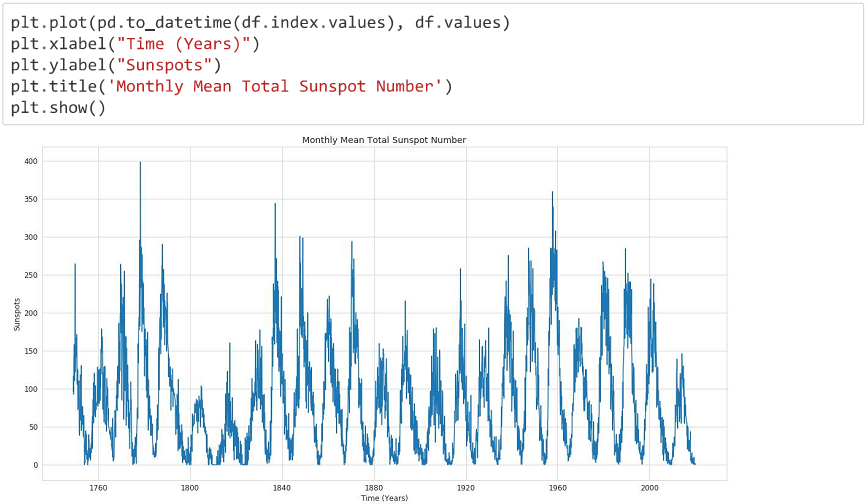 plt.plot(pd.to_datetime(df.index.values), df.values)
plt.xlabel("Time (Years)")
plt.ylabel("Sunspots")
plt.title('Monthly Mean Total Sunspot Number')
plt.show()
Monthly Mean Total Sunspot Number
400
350
300
250
200
150
100
50
0
Sunspots
1760 1800 1840 1880 1920 1960 2000
Time (Years)